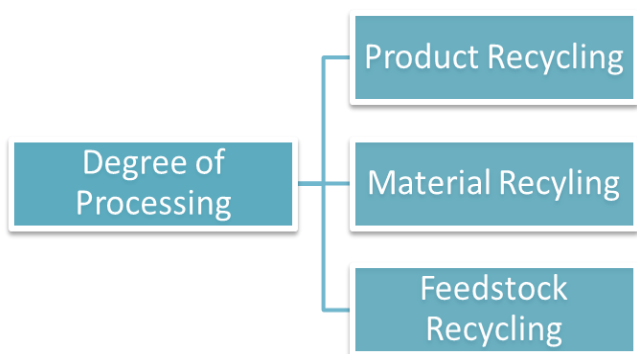 Product Recycling
Degree of
Processing
Material Recyling
Feedstock
Recycling